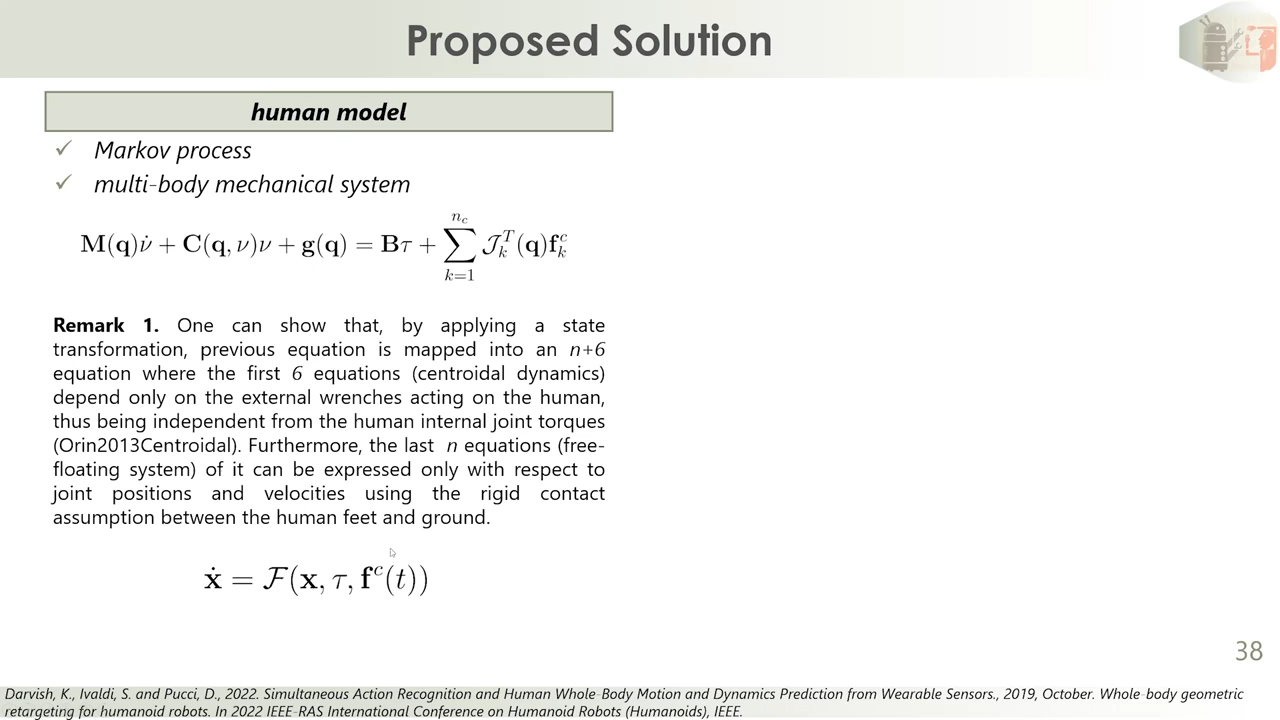 Proposed Solution
human model
✓ Markov process
✓ multi-body mechanical system
M(q)ν̇ + C(q, ν)ν + g(q) = Bτ + ∑_{k=1}^{n_c} 𝒥_k^T(q)f_k^c
Remark 1. One can show that, by applying a state
transformation, previous equation is mapped into an n+6
equation where the first 6 equations (centroidal dynamics)
depend only on the external wrenches acting on the human,
thus being independent from the human internal joint torques
(Orin2013Centroidal). Furthermore, the last n equations (free-
floating system) of it can be expressed only with respect to
joint positions and velocities using the rigid contact
assumption between the human feet and ground.
ẋ = ℱ(x, τ, f^c(t))
38
Darvish, K., Ivaldi, S. and Pucci, D., 2022. Simultaneous Action Recognition and Human Whole-Body Motion and Dynamics Prediction from Wearable Sensors., 2019, October. Whole-body geometric
retargeting for humanoid robots. In 2022 IEEE-RAS International Conference on Humanoid Robots (Humanoids), IEEE.